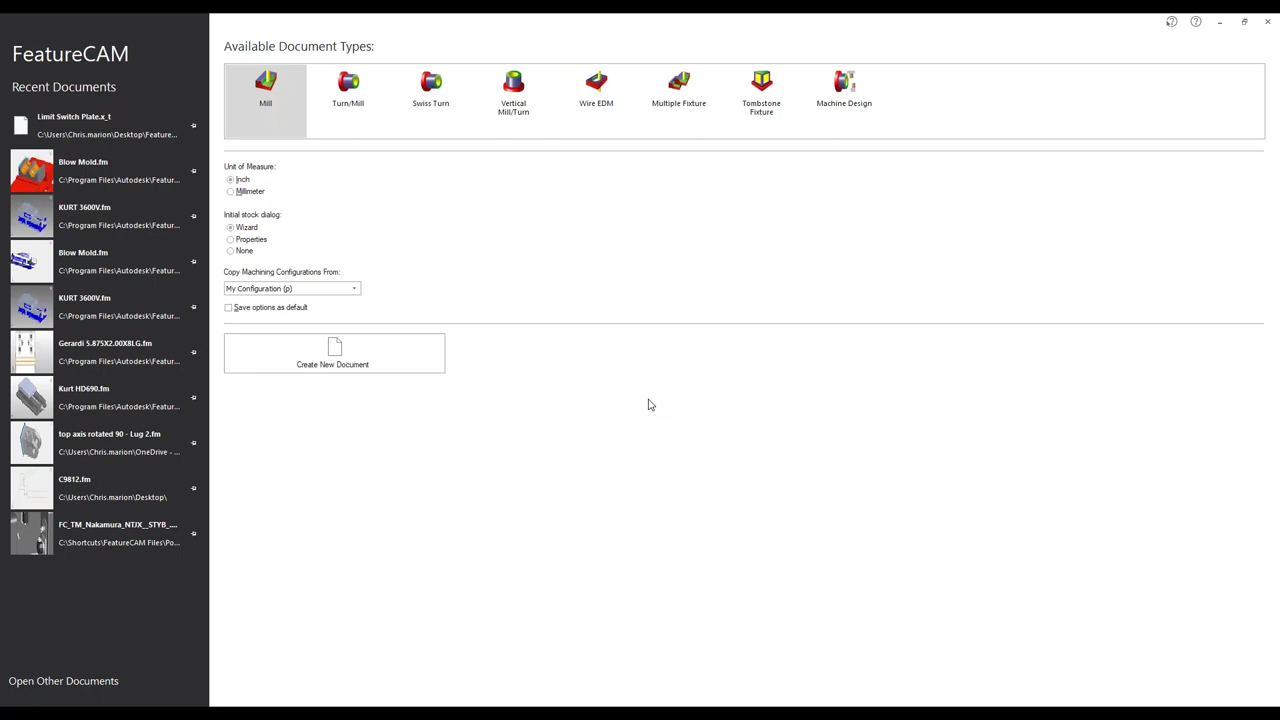 FeatureCAM
Recent Documents
Limit Switch Plate.x_t
C:\Users\Chris.marion\Desktop\Feature...
Blow Mold.fm
C:\Program Files\Autodesk\Featur...
KURT 3600V.fm
C:\Program Files\Autodesk\Featur...
Blow Mold.fm
C:\Program Files\Autodesk\Featur...
KURT 3600V.fm
C:\Program Files\Autodesk\Featur...
Gerardi 5.875X2.00X8LG.fm
C:\Program Files\Autodesk\Featur...
Kurt HD690.fm
C:\Program Files\Autodesk\Featur...
top axis rotated 90 - Lug 2.fm
C:\Users\Chris.marion\OneDrive - ...
C9812.fm
C:\Users\Chris.marion\Desktop\
FC_TM_Nakamura_NTJX__STYB_....
C:\Shortcuts\FeatureCAM Files\Po...
Open Other Documents
Available Document Types:
Mill
Turn/Mill
Swiss Turn
Vertical
Mill/Turn
Wire EDM
Multiple Fixture
Tombstone
Fixture
Machine Design
Unit of Measure:
Inch
Millimeter
Initial stock dialog:
Wizard
Properties
None
Copy Machining Configurations From:
My Configuration (p)
Save options as default
Create New Document